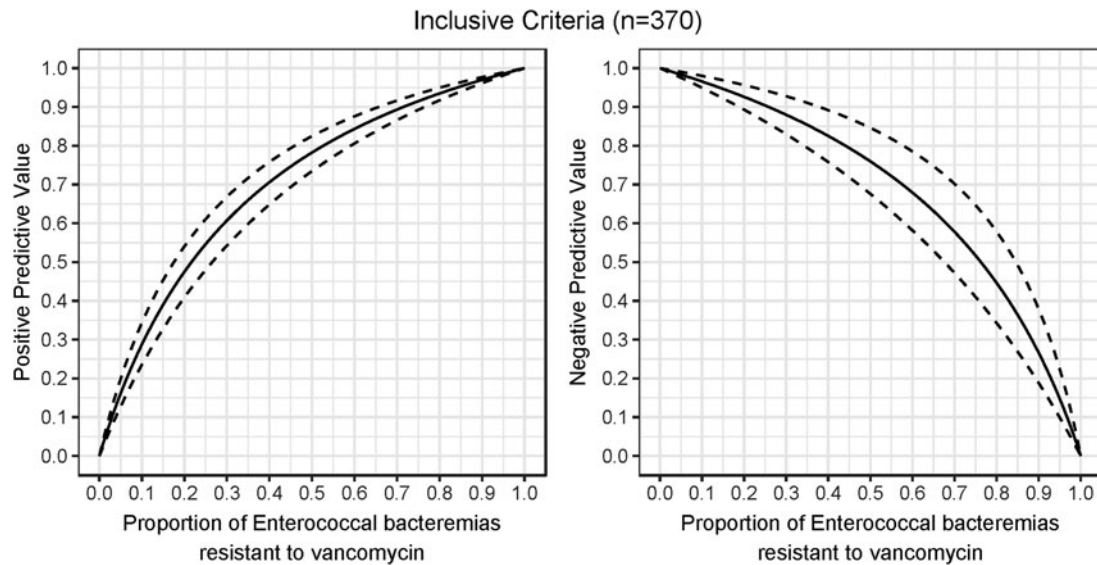 Inclusive Criteria (n=370)
Positive Predictive Value
1.0
0.9
0.8
0.7
0.6
0.5
0.4
0.3
0.2
0.1
0.0
0.0 0.1 0.2 0.3 0.4 0.5 0.6 0.7 0.8 0.9 1.0
Proportion of Enterococcal bacteremias
resistant to vancomycin
Negative Predictive Value
1.0
0.9
0.8
0.7
0.6
0.5
0.4
0.3
0.2
0.1
0.0
0.0 0.1 0.2 0.3 0.4 0.5 0.6 0.7 0.8 0.9 1.0
Proportion of Enterococcal bacteremias
resistant to vancomycin